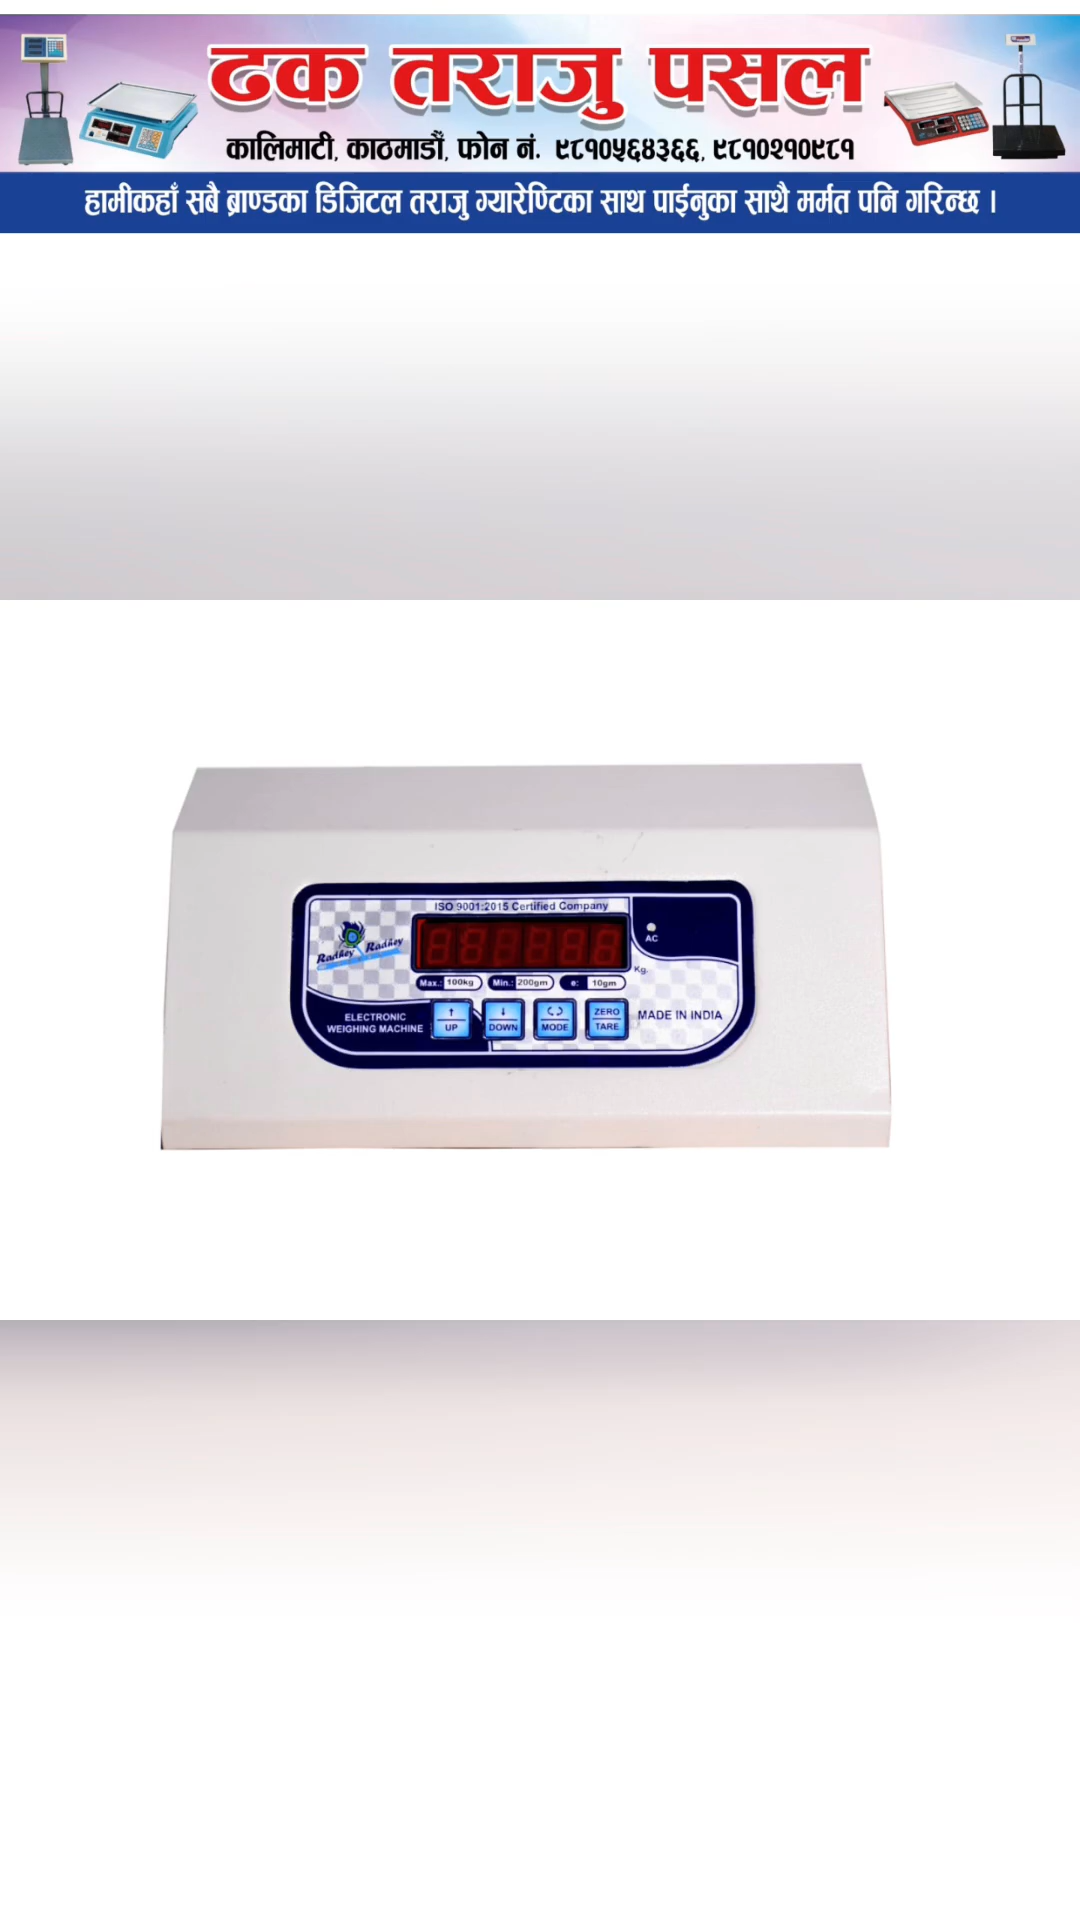 ढक तराजु पसल
कालिमाटी, काठमाडौँ, फोन नं. ९८१०५६४३६६, ९८१०२१०९८१
हामीकहाँ सबै ब्राण्डका डिजिटल तराजु ग्यारेण्टिका साथ पाईनुका साथै मर्मत पनि गरिन्छ ।
ISO 9001:2015 Certified Company
Radhey Radhey
AC
Kg.
Max.: 100kg Min.: 200gm e: 10gm
ELECTRONIC
WEIGHING MACHINE
↑ UP
↓ DOWN
MODE
ZERO
TARE
MADE IN INDIA